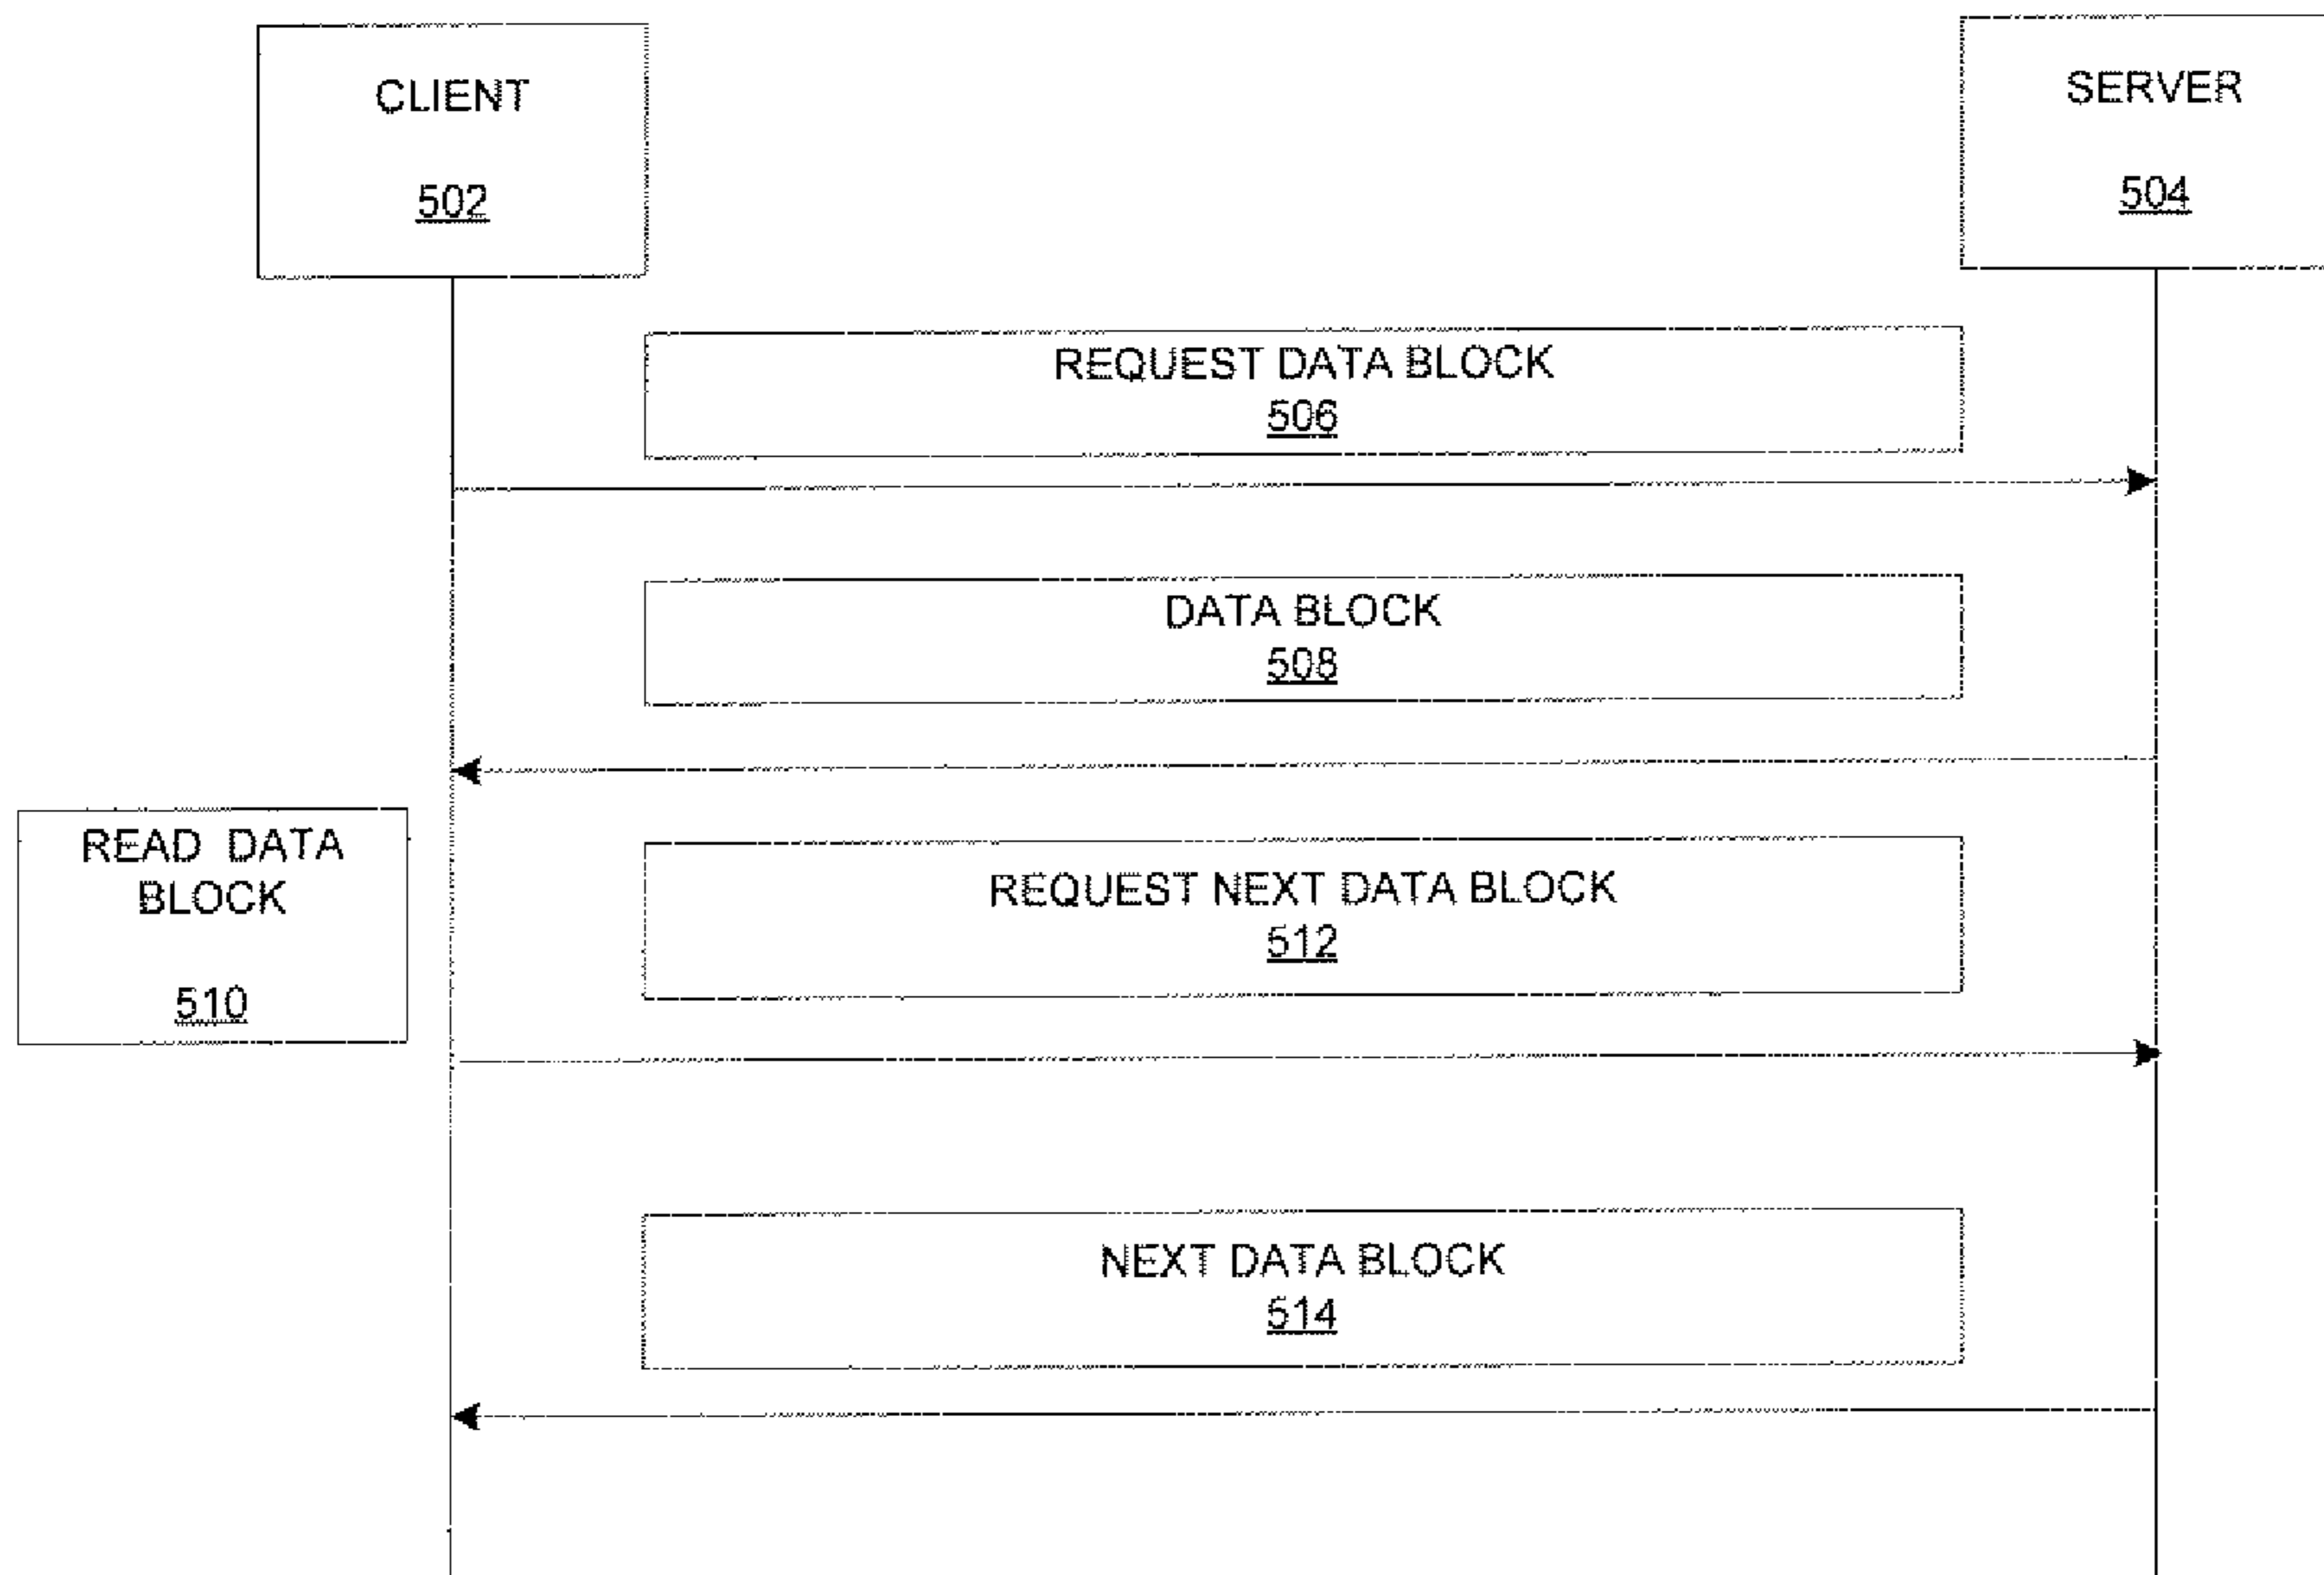 CLIENT
502
SERVER
504
REQUEST DATA BLOCK
506
DATA BLOCK
508
READ DATA
BLOCK
510
REQUEST NEXT DATA BLOCK
512
NEXT DATA BLOCK
514